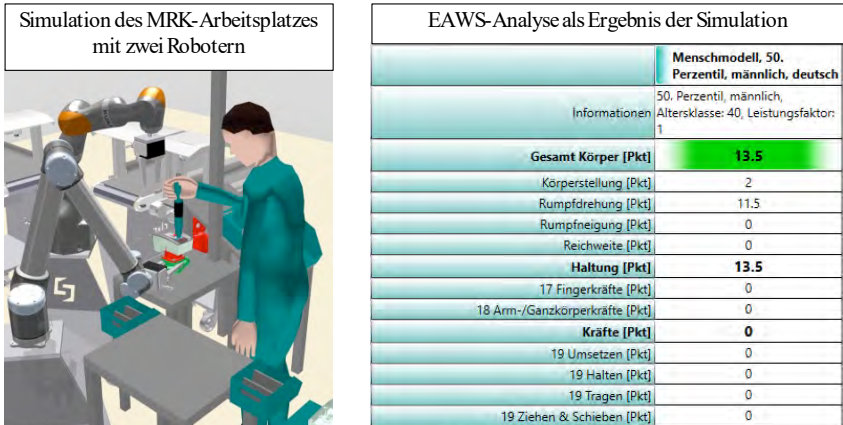 Simulation des MRK-Arbeitsplatzes
mit zwei Robotern
EAWS-Analyse als Ergebnis der Simulation
Menschmodell, 50.
Perzentil, männlich, deutsch
Informationen
50. Perzentil, männlich,
Altersklasse: 40, Leistungsfaktor:
1
Gesamt Körper [Pkt] 13.5
Körperstellung [Pkt] 2
Rumpfdrehung [Pkt] 11.5
Rumpfneigung [Pkt] 0
Reichweite [Pkt] 0
Haltung [Pkt] 13.5
17 Fingerkräfte [Pkt] 0
18 Arm-/Ganzkörperkräfte [Pkt] 0
Kräfte [Pkt] 0
19 Umsetzen [Pkt] 0
19 Halten [Pkt] 0
19 Tragen [Pkt] 0
19 Ziehen & Schieben [Pkt] 0